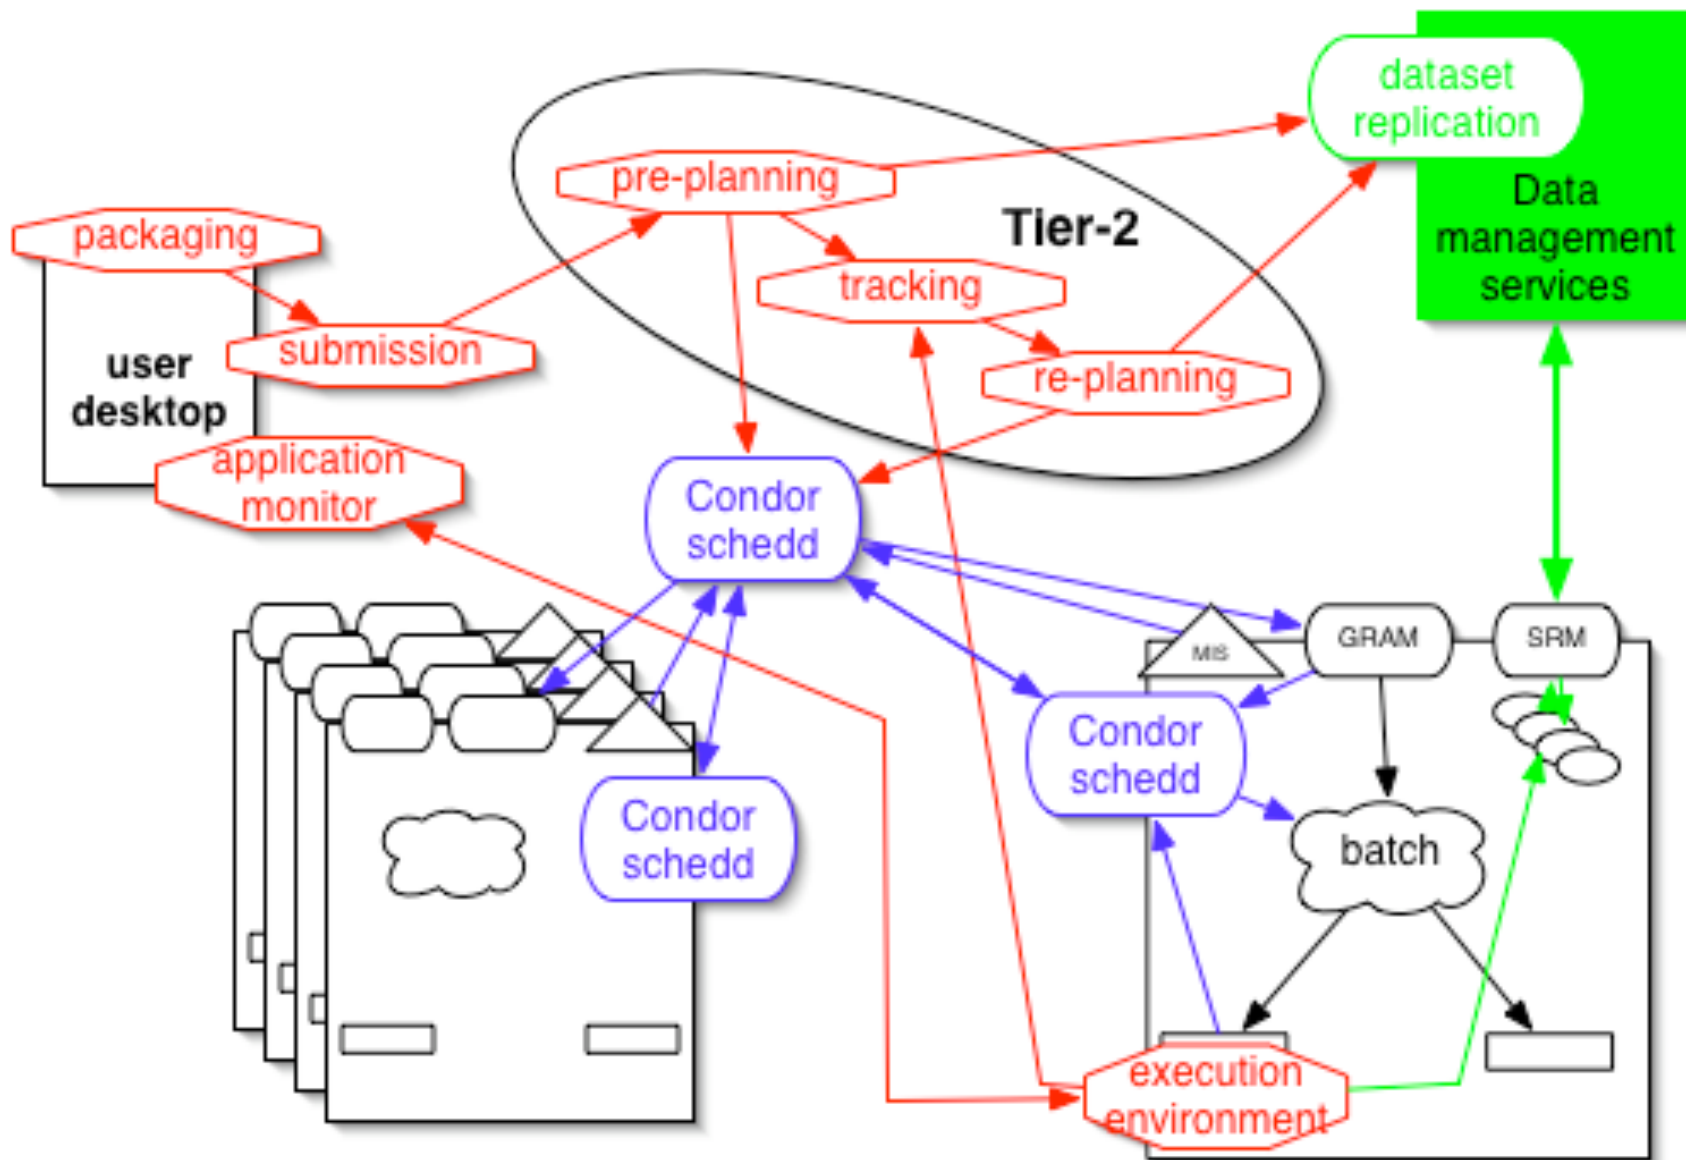 dataset
replication
Data
management
services
pre-planning
Tier-2
packaging
tracking
submission
user
desktop
re-planning
application
monitor
Condor
schedd
MIS
GRAM
SRM
Condor
schedd
Condor
schedd
batch
execution
environment